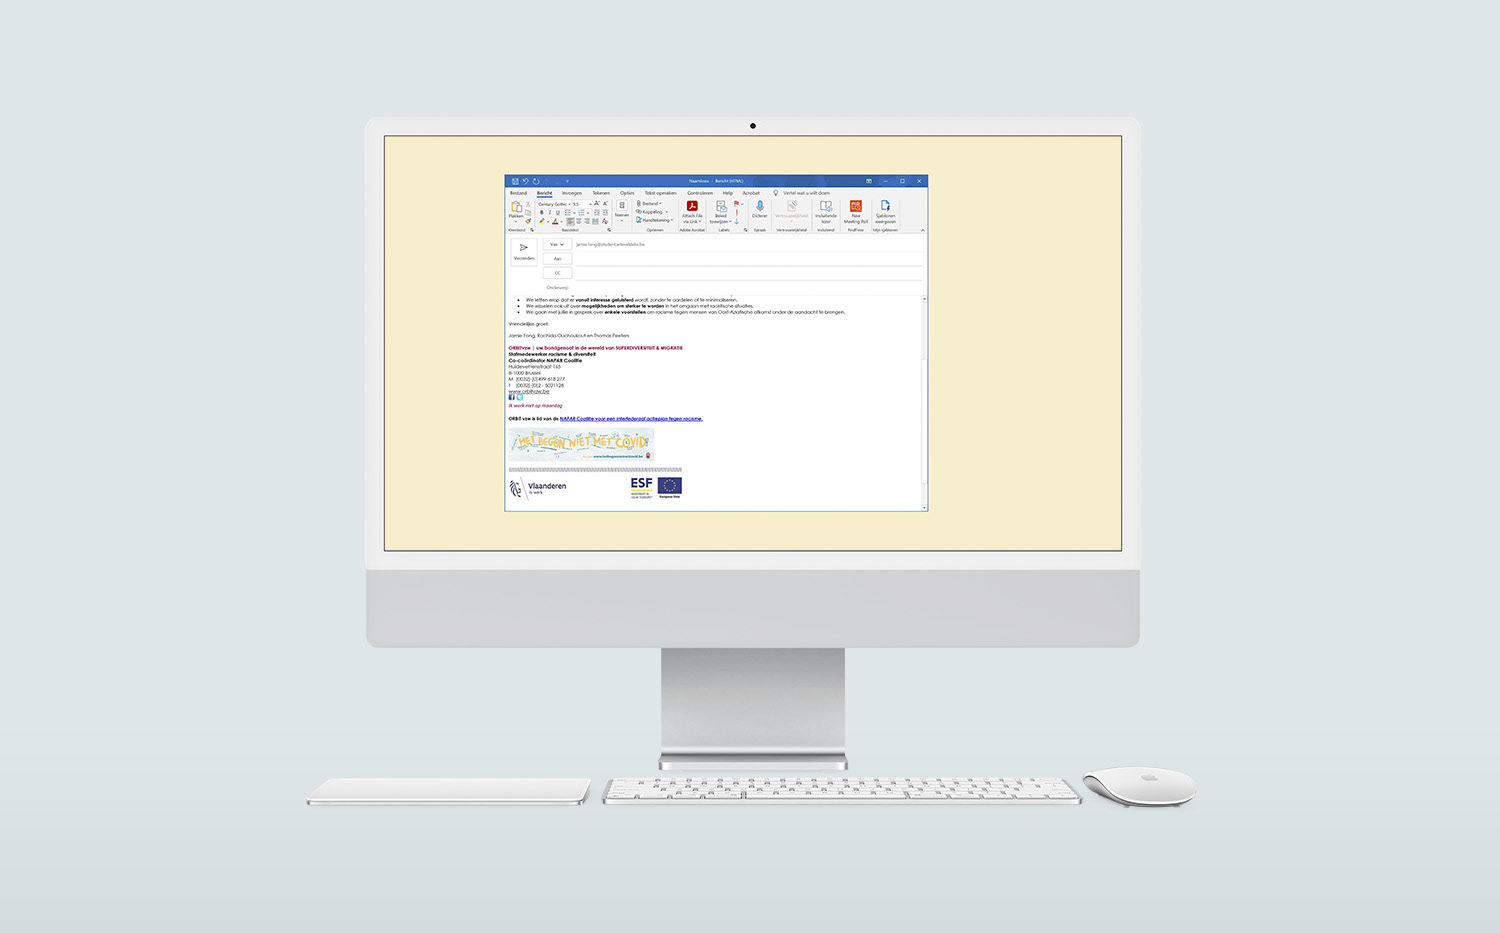 Naamloos - Bericht (HTML)
Bestand Bericht Invoegen Tekenen Opties Tekst opmaken Controleren Help Acrobat Vertel wat u wilt doen
Plakken
Klembord
Century Gothic 9,5
B I U
Basistekst
Namen
Bestand
Koppeling
Handtekening
Opnemen
Attach File via Link
Adobe Acrobat
Beleid toewijzen
Labels
Dicteren
Spraak
Vertrouwelijkheid
Vertrouwelijkheid
Insluitende lezer
Insluitend
New Meeting Poll
FindTime
Sjablonen weergeven
Mijn sjablonen
Verzenden
Van
Aan
CC
Onderwerp
• We letten erop dat er vanuit interesse geluisterd wordt, zonder te oordelen of te minimaliseren.
• We wisselen ook uit over mogelijkheden om sterker te worden in het omgaan met racistische situaties.
• We gaan met jullie in gesprek over enkele voorstellen om racisme tegen mensen van Oost-Aziatische afkomst onder de aandacht te brengen.
Vriendelijke groet,
Jamie Fong, Rachida Ouchoukout en Thomas Peeters
ORBITvzw | uw bondgenoot in de wereld van SUPERDIVERSITEIT & MIGRATIE
Stafmedewerker racisme & diversiteit
Co-coördinator NAPAR Coalitie
Huidevettersstraat 165
B-1000 Brussel
M (0032) (0)499 618 277
T (0032) (0)2 - 5021128
www.orbitvzw.be
Ik werk niet op maandag
ORBIT vzw is lid van de NAPAR Coalitie voor een interfederaal actieplan tegen racisme.
HET BEGON NIET MET COVID
www.hetbegonnietmetcovid.be
Vlaanderen
is werk
ESF
Europese Unie